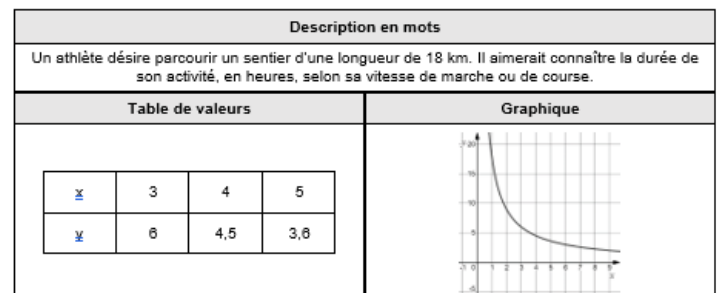 Description en mots
Un athlète désire parcourir un sentier d'une longueur de 18 km. Il aimerait connaître la durée de
son activité, en heures, selon sa vitesse de marche ou de course.
Table de valeurs
Graphique
x 3 4 5
y 6 4,5 3,6
20
15
10
5
-1 0 1 2 3 4 5 6 7 8 9
x
-5